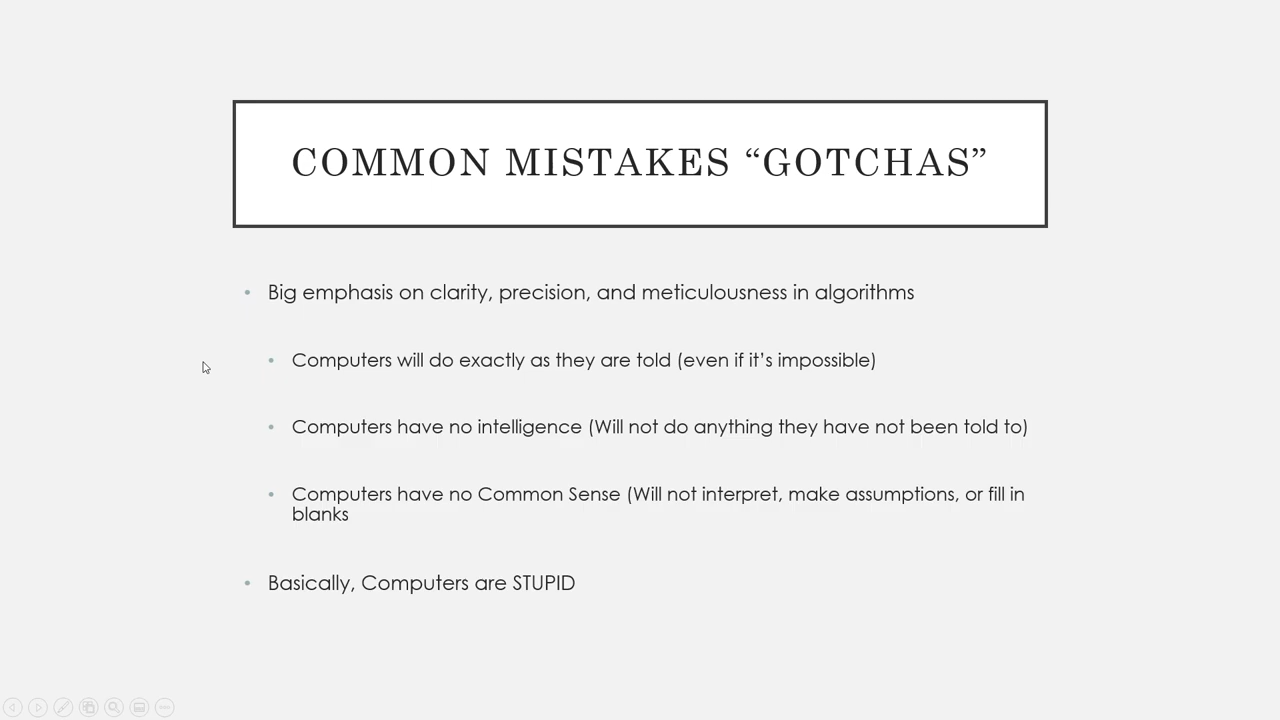 COMMON MISTAKES “GOTCHAS”
• Big emphasis on clarity, precision, and meticulousness in algorithms
• Computers will do exactly as they are told (even if it’s impossible)
• Computers have no intelligence (Will not do anything they have not been told to)
• Computers have no Common Sense (Will not interpret, make assumptions, or fill in
blanks
• Basically, Computers are STUPID